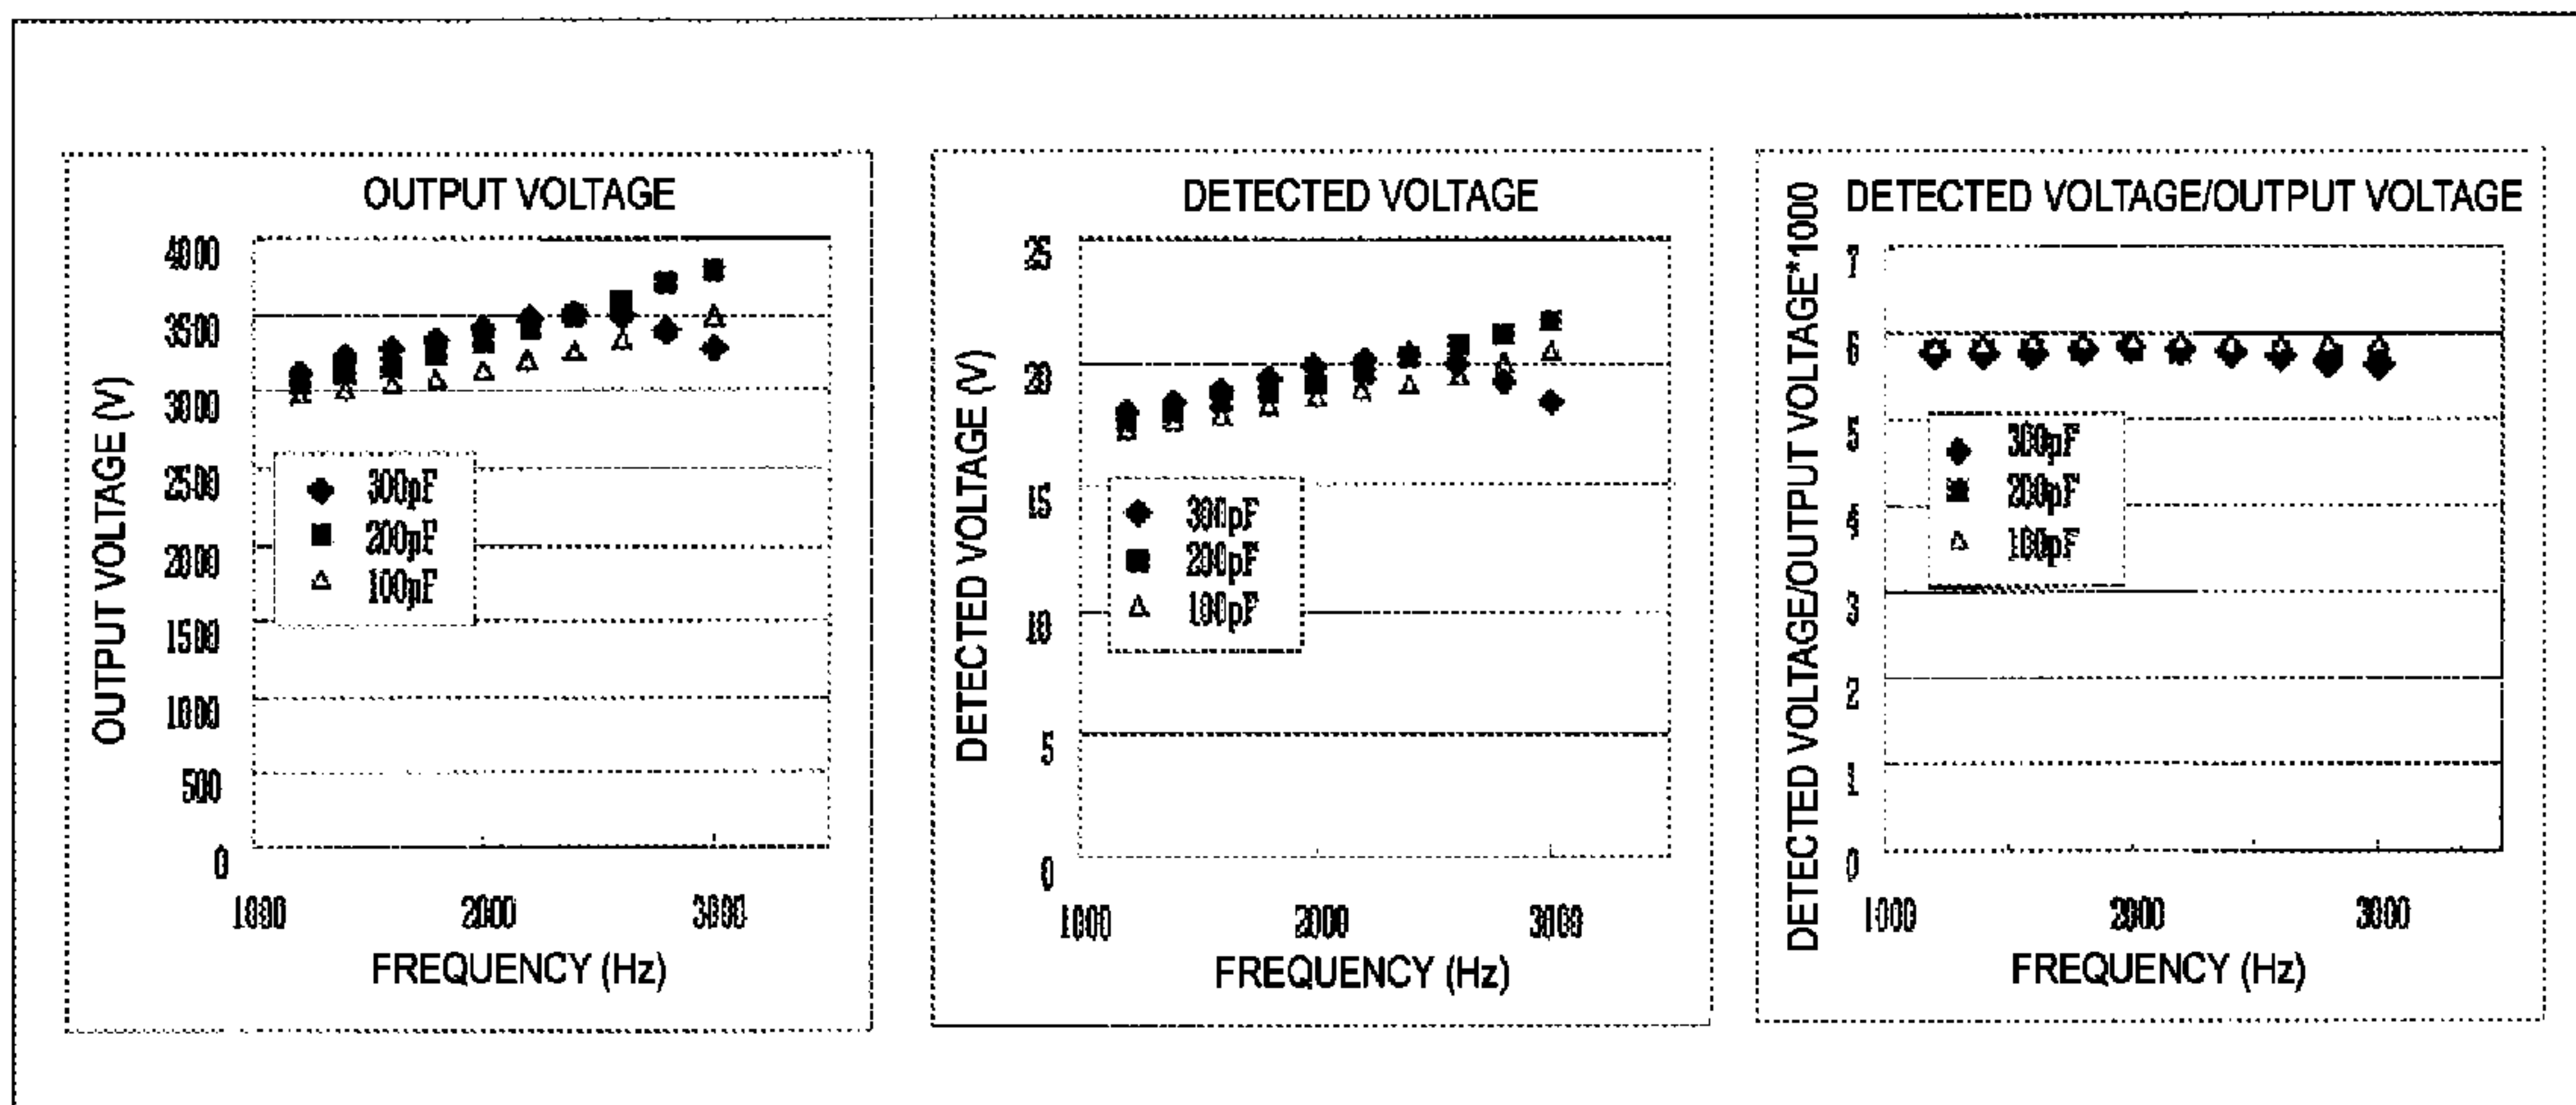 OUTPUT VOLTAGE
OUTPUT VOLTAGE (V)
4000
3500
3000
2500
2000
1500
1000
500
0
300pF
200pF
100pF
1000
2000
3000
FREQUENCY (Hz)
DETECTED VOLTAGE
DETECTED VOLTAGE (V)
25
20
15
10
5
0
300pF
200pF
100pF
1000
2000
3000
FREQUENCY (Hz)
DETECTED VOLTAGE/OUTPUT VOLTAGE
DETECTED VOLTAGE/OUTPUT VOLTAGE*1000
7
6
5
4
3
2
1
0
300pF
200pF
100pF
1000
2000
3000
FREQUENCY (Hz)